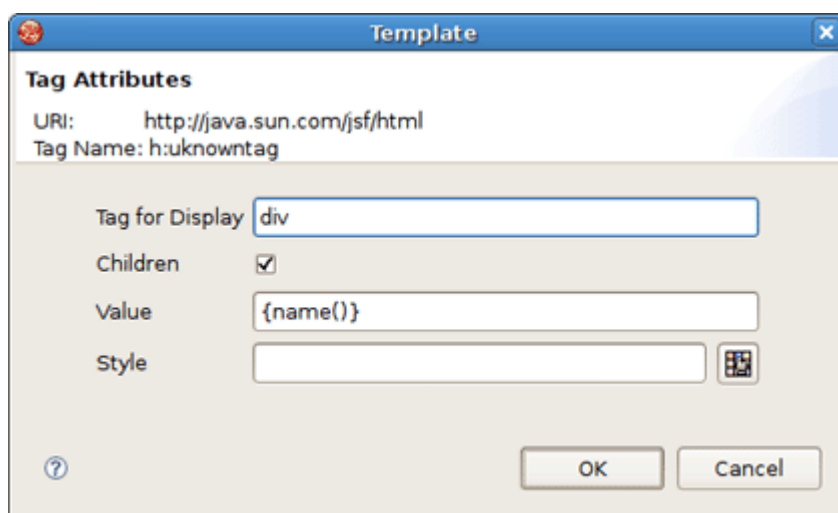 Template
Tag Attributes
URI: http://java.sun.com/jsf/html
Tag Name: h:uknowntag
Tag for Display div
Children
Value {name()}
Style
OK Cancel